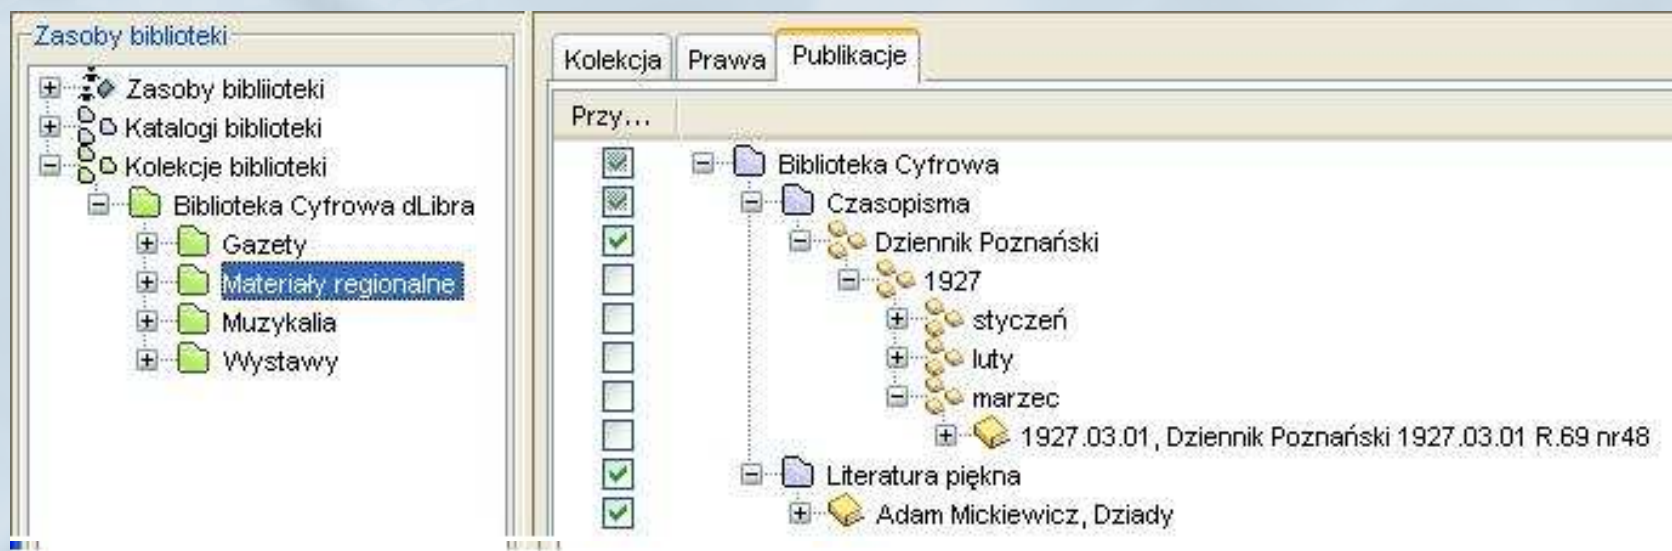 Zasoby biblioteki
Zasoby bibliioteki
Katalogi biblioteki
Kolekcje biblioteki
Biblioteka Cyfrowa dLibra
Gazety
Materiały regionalne
Muzykalia
Wystawy
Kolekcja Prawa Publikacje
Przy...
Biblioteka Cyfrowa
Czasopisma
Dziennik Poznański
1927
styczeń
luty
marzec
1927.03.01, Dziennik Poznański 1927.03.01 R.69 nr48
Literatura piękna
Adam Mickiewicz, Dziady